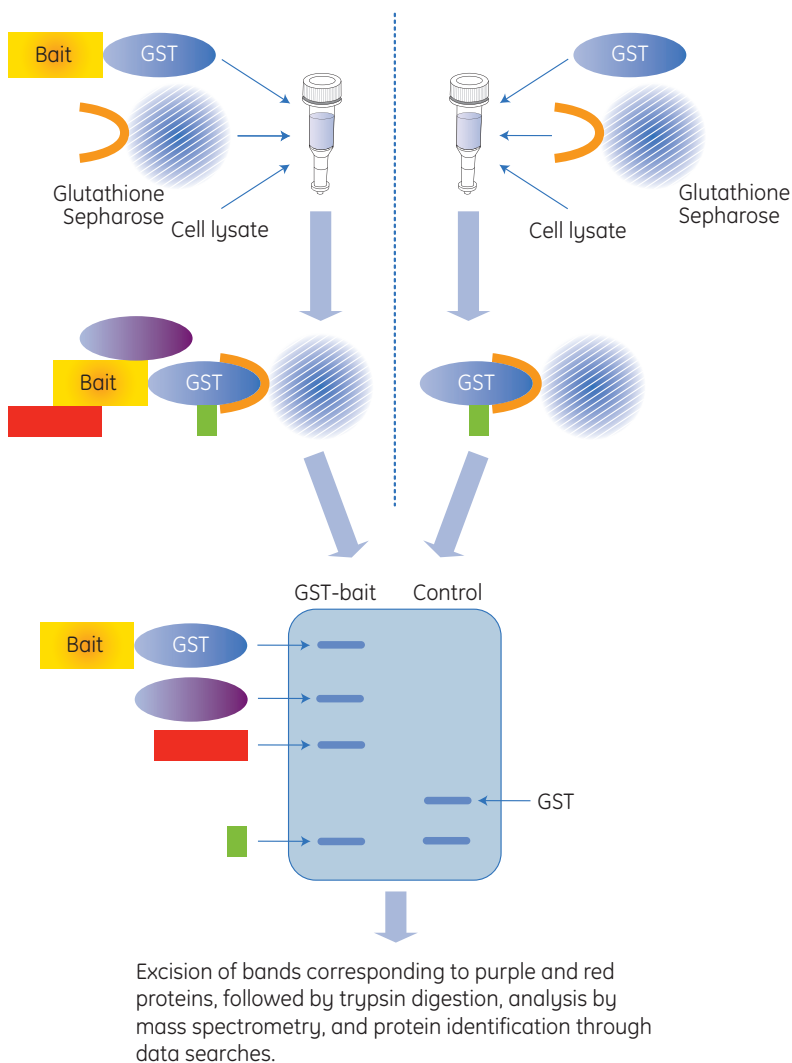 Bait
GST
GST
Glutathione
Sepharose
Cell lysate
Glutathione
Sepharose
Cell lysate
Bait
GST
GST
GST-bait
Control
Bait
GST
GST
Excision of bands corresponding to purple and red
proteins, followed by trypsin digestion, analysis by
mass spectrometry, and protein identification through
data searches.